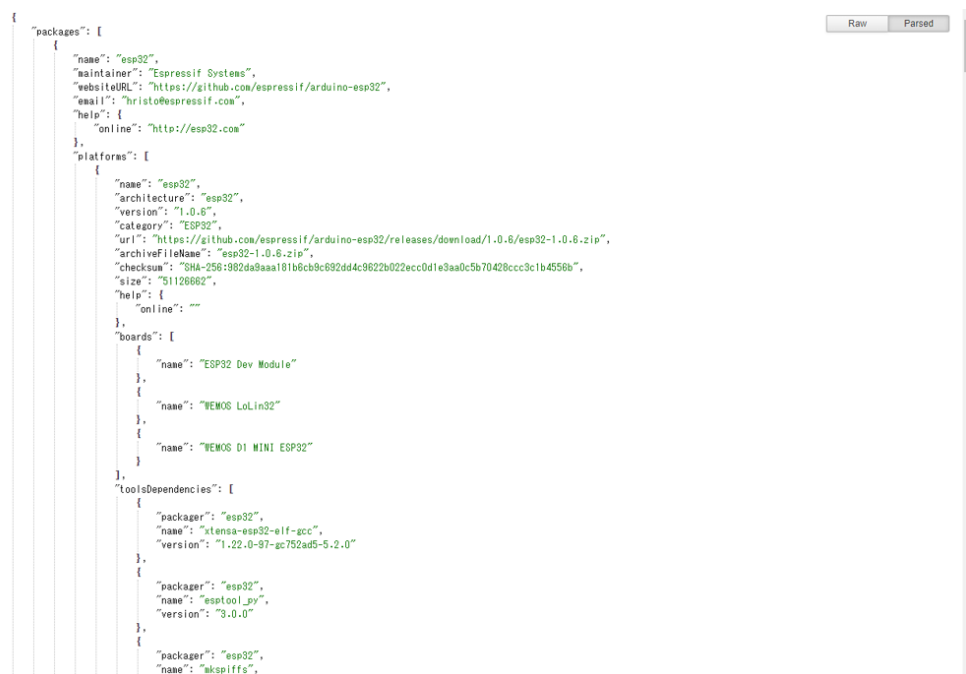 {
"packages": [
{
"name": "esp32",
"maintainer": "Espressif Systems",
"websiteURL": "https://github.com/espressif/arduino-esp32",
"email": "hristo@espressif.com",
"help": {
"online": "http://esp32.com"
},
"platforms": [
{
"name": "esp32",
"architecture": "esp32",
"version": "1.0.6",
"category": "ESP32",
"url": "https://github.com/espressif/arduino-esp32/releases/download/1.0.6/esp32-1.0.6.zip",
"archiveFileName": "esp32-1.0.6.zip",
"checksum": "SHA-256:982da9aaa181b6cb9c692dd4c9622b022ecc0d1e3aa0c5b70428ccc3c1b4556b",
"size": "51126662",
"help": {
"online": ""
},
"boards": [
{
"name": "ESP32 Dev Module"
},
{
"name": "WEMOS LoLin32"
},
{
"name": "WEMOS D1 MINI ESP32"
}
],
"toolsDependencies": [
{
"packager": "esp32",
"name": "xtensa-esp32-elf-gcc",
"version": "1.22.0-97-gc752ad5-5.2.0"
},
{
"packager": "esp32",
"name": "esptool_py",
"version": "3.0.0"
},
{
"packager": "esp32",
"name": "mkspiffs",
Raw Parsed